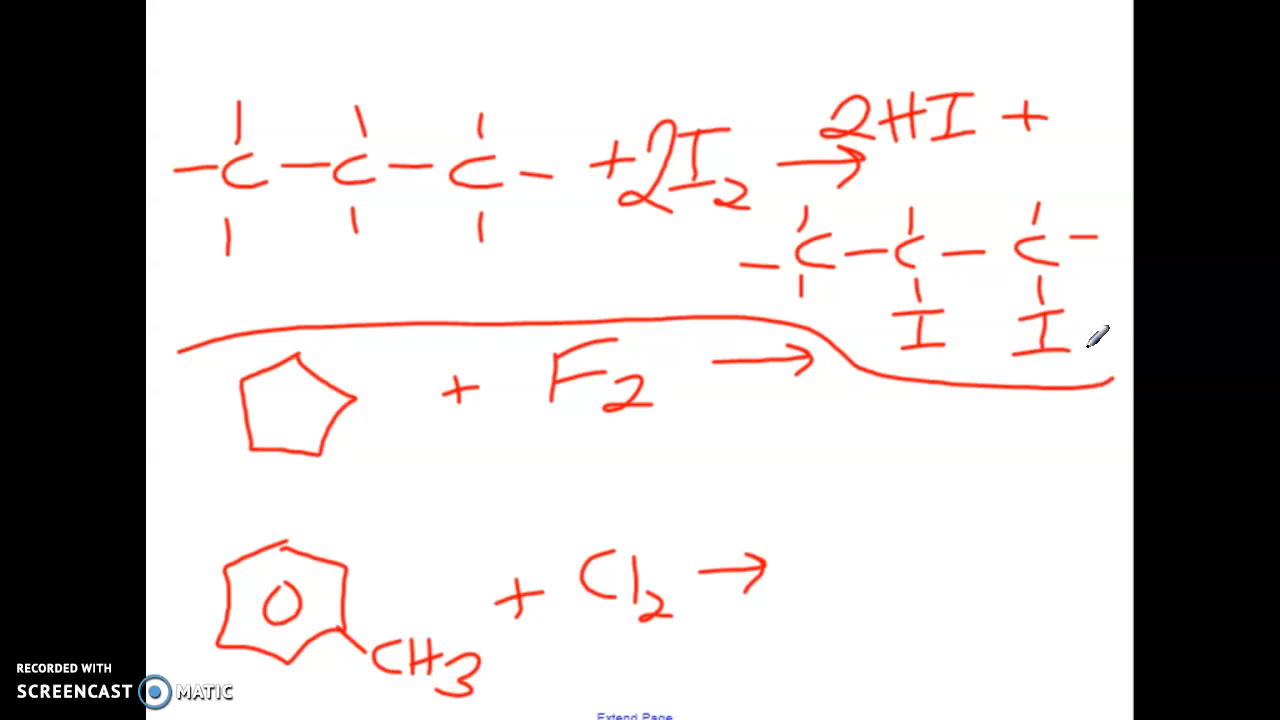 -C-C-C- + 2I2 → 2HI +
-C-C-C-
I I
+ F2 →
CH3 + Cl2 →
RECORDED WITH
SCREENCAST MATIC
Extend Page